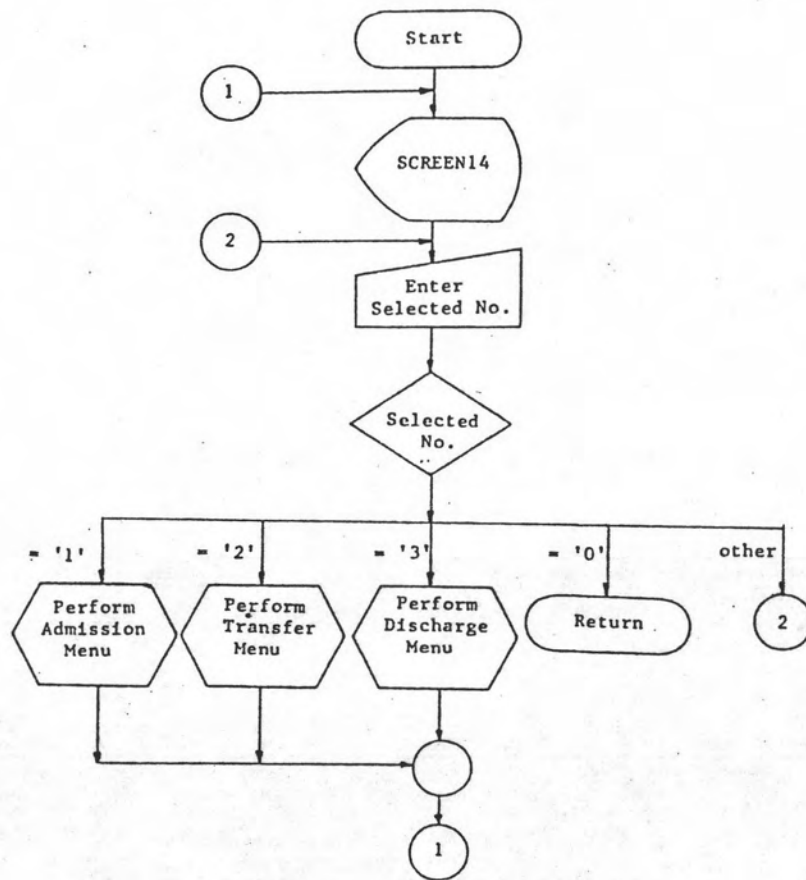 Start
1
SCREEN14
2
Enter
Selected No.
Selected
No.
= '1'
= '2'
= '3'
= '0'
other
Perform
Admission
Menu
Perform
Transfer
Menu
Perform
Discharge
Menu
Return
2
1